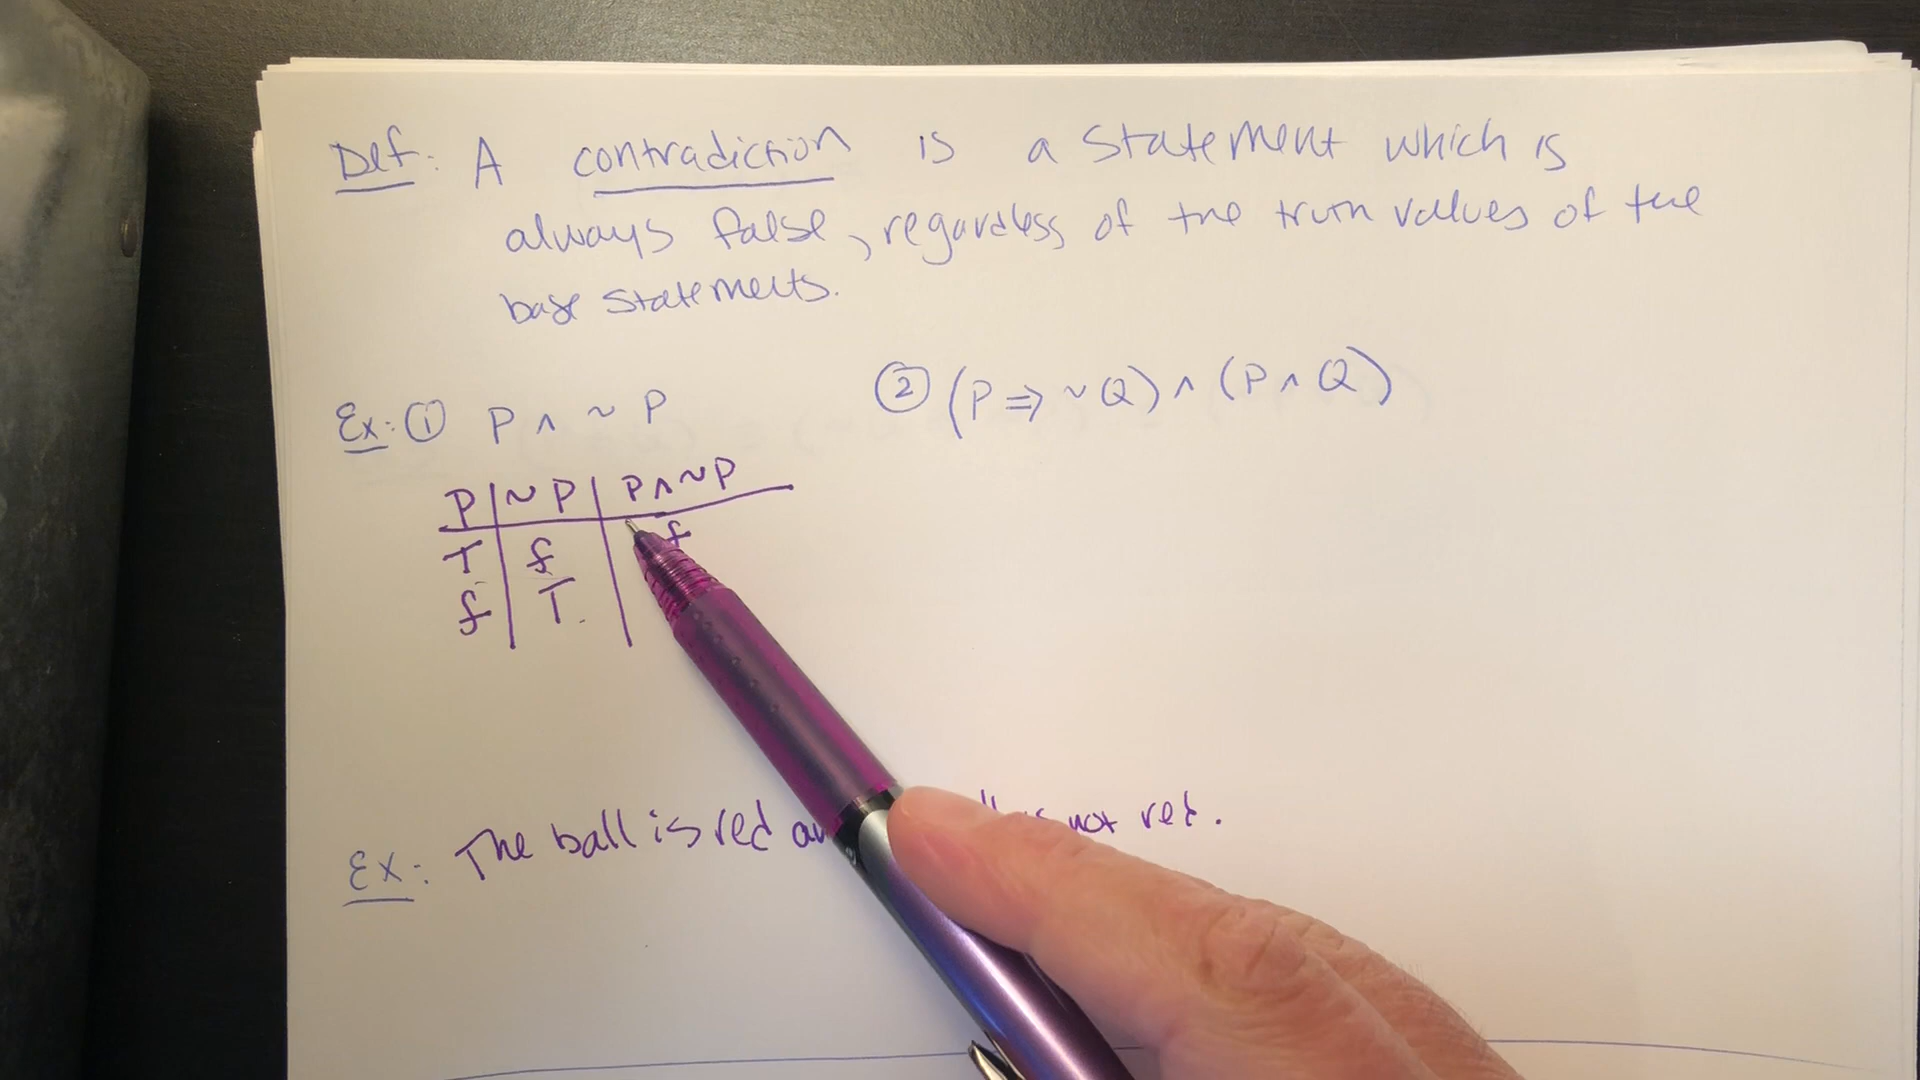 Def: A contradiction is a statement which is
always false, regardless of the truth values of the
base statements.
Ex: ① P ∧ ~ P
② (P ⇒ ~Q) ∧ (P ∧ Q)
P | ~P | P∧~P
T | f | f
f | T
Ex: The ball is red not red.